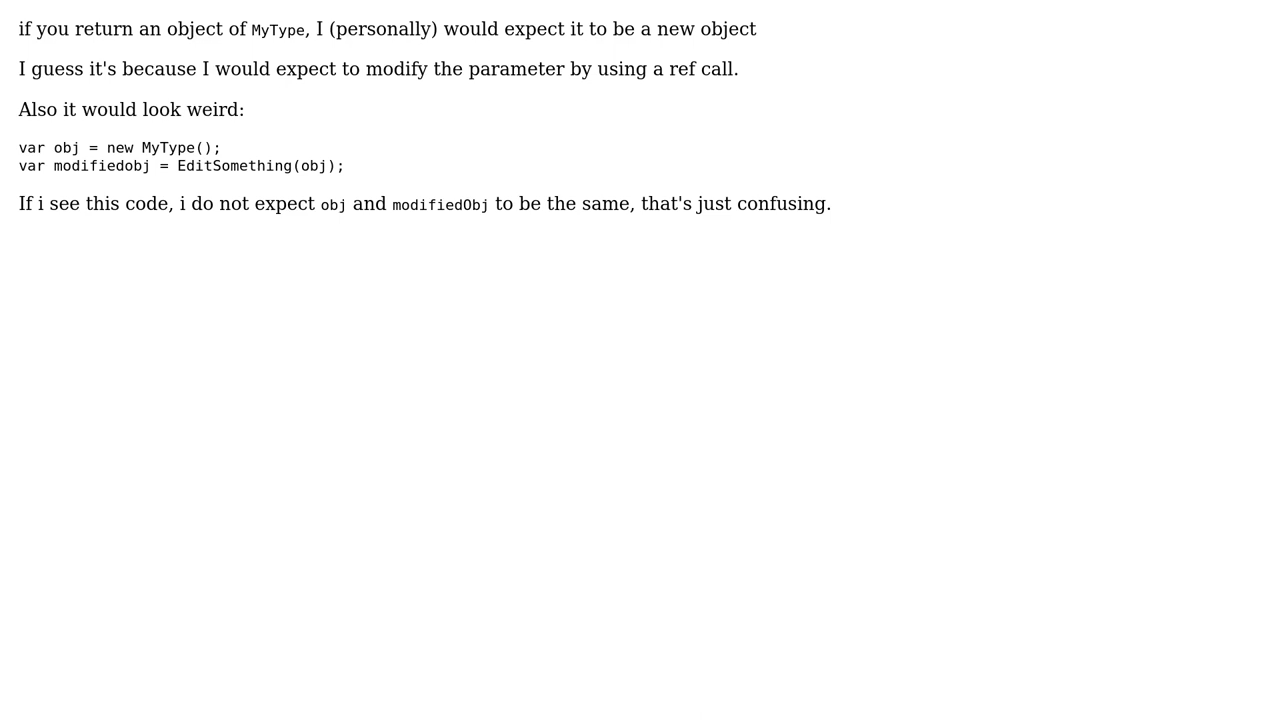 if you return an object of MyType, I (personally) would expect it to be a new object
I guess it's because I would expect to modify the parameter by using a ref call.
Also it would look weird:
var obj = new MyType();
var modifiedobj = EditSomething(obj);
If i see this code, i do not expect obj and modifiedObj to be the same, that's just confusing.